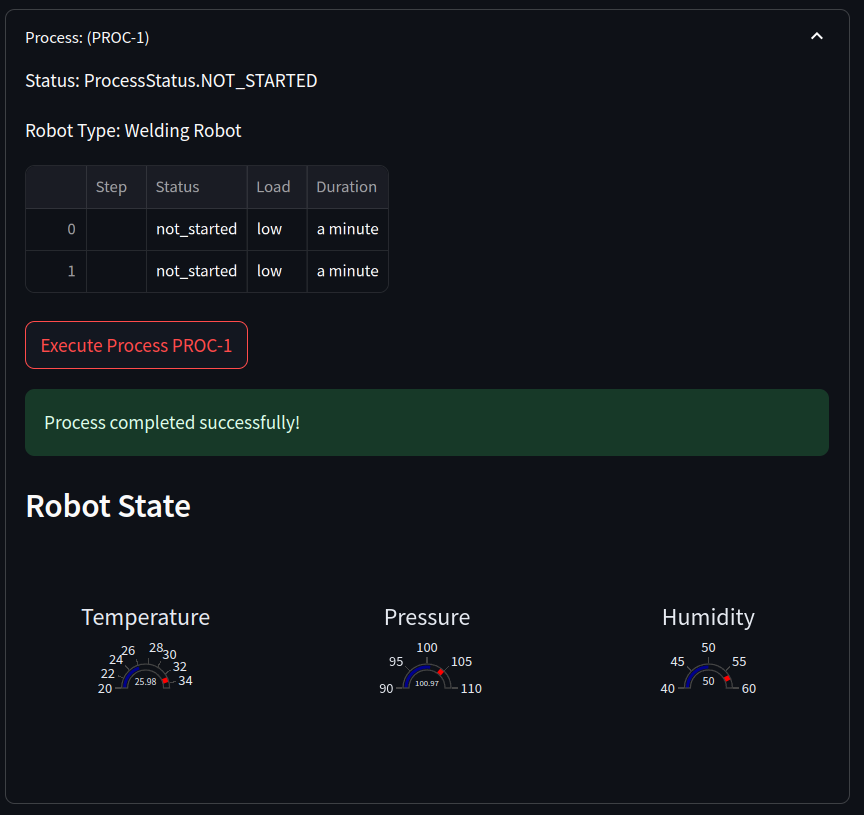 Process: (PROC-1)
Status: ProcessStatus.NOT_STARTED
Robot Type: Welding Robot
Step Status Load Duration
0 not_started low a minute
1 not_started low a minute
Execute Process PROC-1
Process completed successfully!
Robot State
Temperature
20 22 24 26 28 30 32 34
25.98
Pressure
90 95 100 105 110
100.97
Humidity
40 45 50 55 60
50